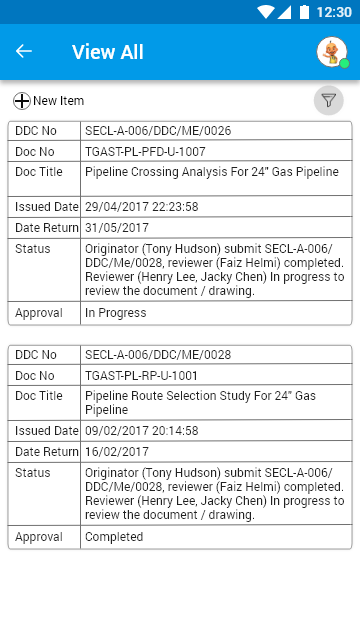 12:30
View All
New Item
DDC No SECL-A-006/DDC/ME/0026
Doc No TGAST-PL-PFD-U-1007
Doc Title Pipeline Crossing Analysis For 24" Gas Pipeline
Issued Date 29/04/2017 22:23:58
Date Return 31/05/2017
Status Originator (Tony Hudson) submit SECL-A-006/
DDC/Me/0028, reviewer (Faiz Helmi) completed.
Reviewer (Henry Lee, Jacky Chen) In progress to
review the document / drawing.
Approval In Progress
DDC No SECL-A-006/DDC/ME/0028
Doc No TGAST-PL-RP-U-1001
Doc Title Pipeline Route Selection Study For 24" Gas
Pipeline
Issued Date 09/02/2017 20:14:58
Date Return 16/02/2017
Status Originator (Tony Hudson) submit SECL-A-006/
DDC/Me/0028, reviewer (Faiz Helmi) completed.
Reviewer (Henry Lee, Jacky Chen) In progress to
review the document / drawing.
Approval Completed